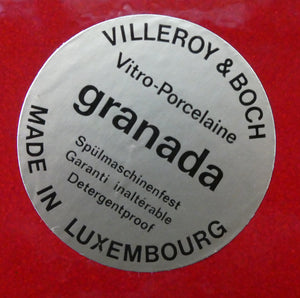 VILLEROY & BOCH
Vitro-Porcelaine
granada
Spülmaschinenfest
Garanti inaltérable
Detergentproof
MADE IN LUXEMBOURG